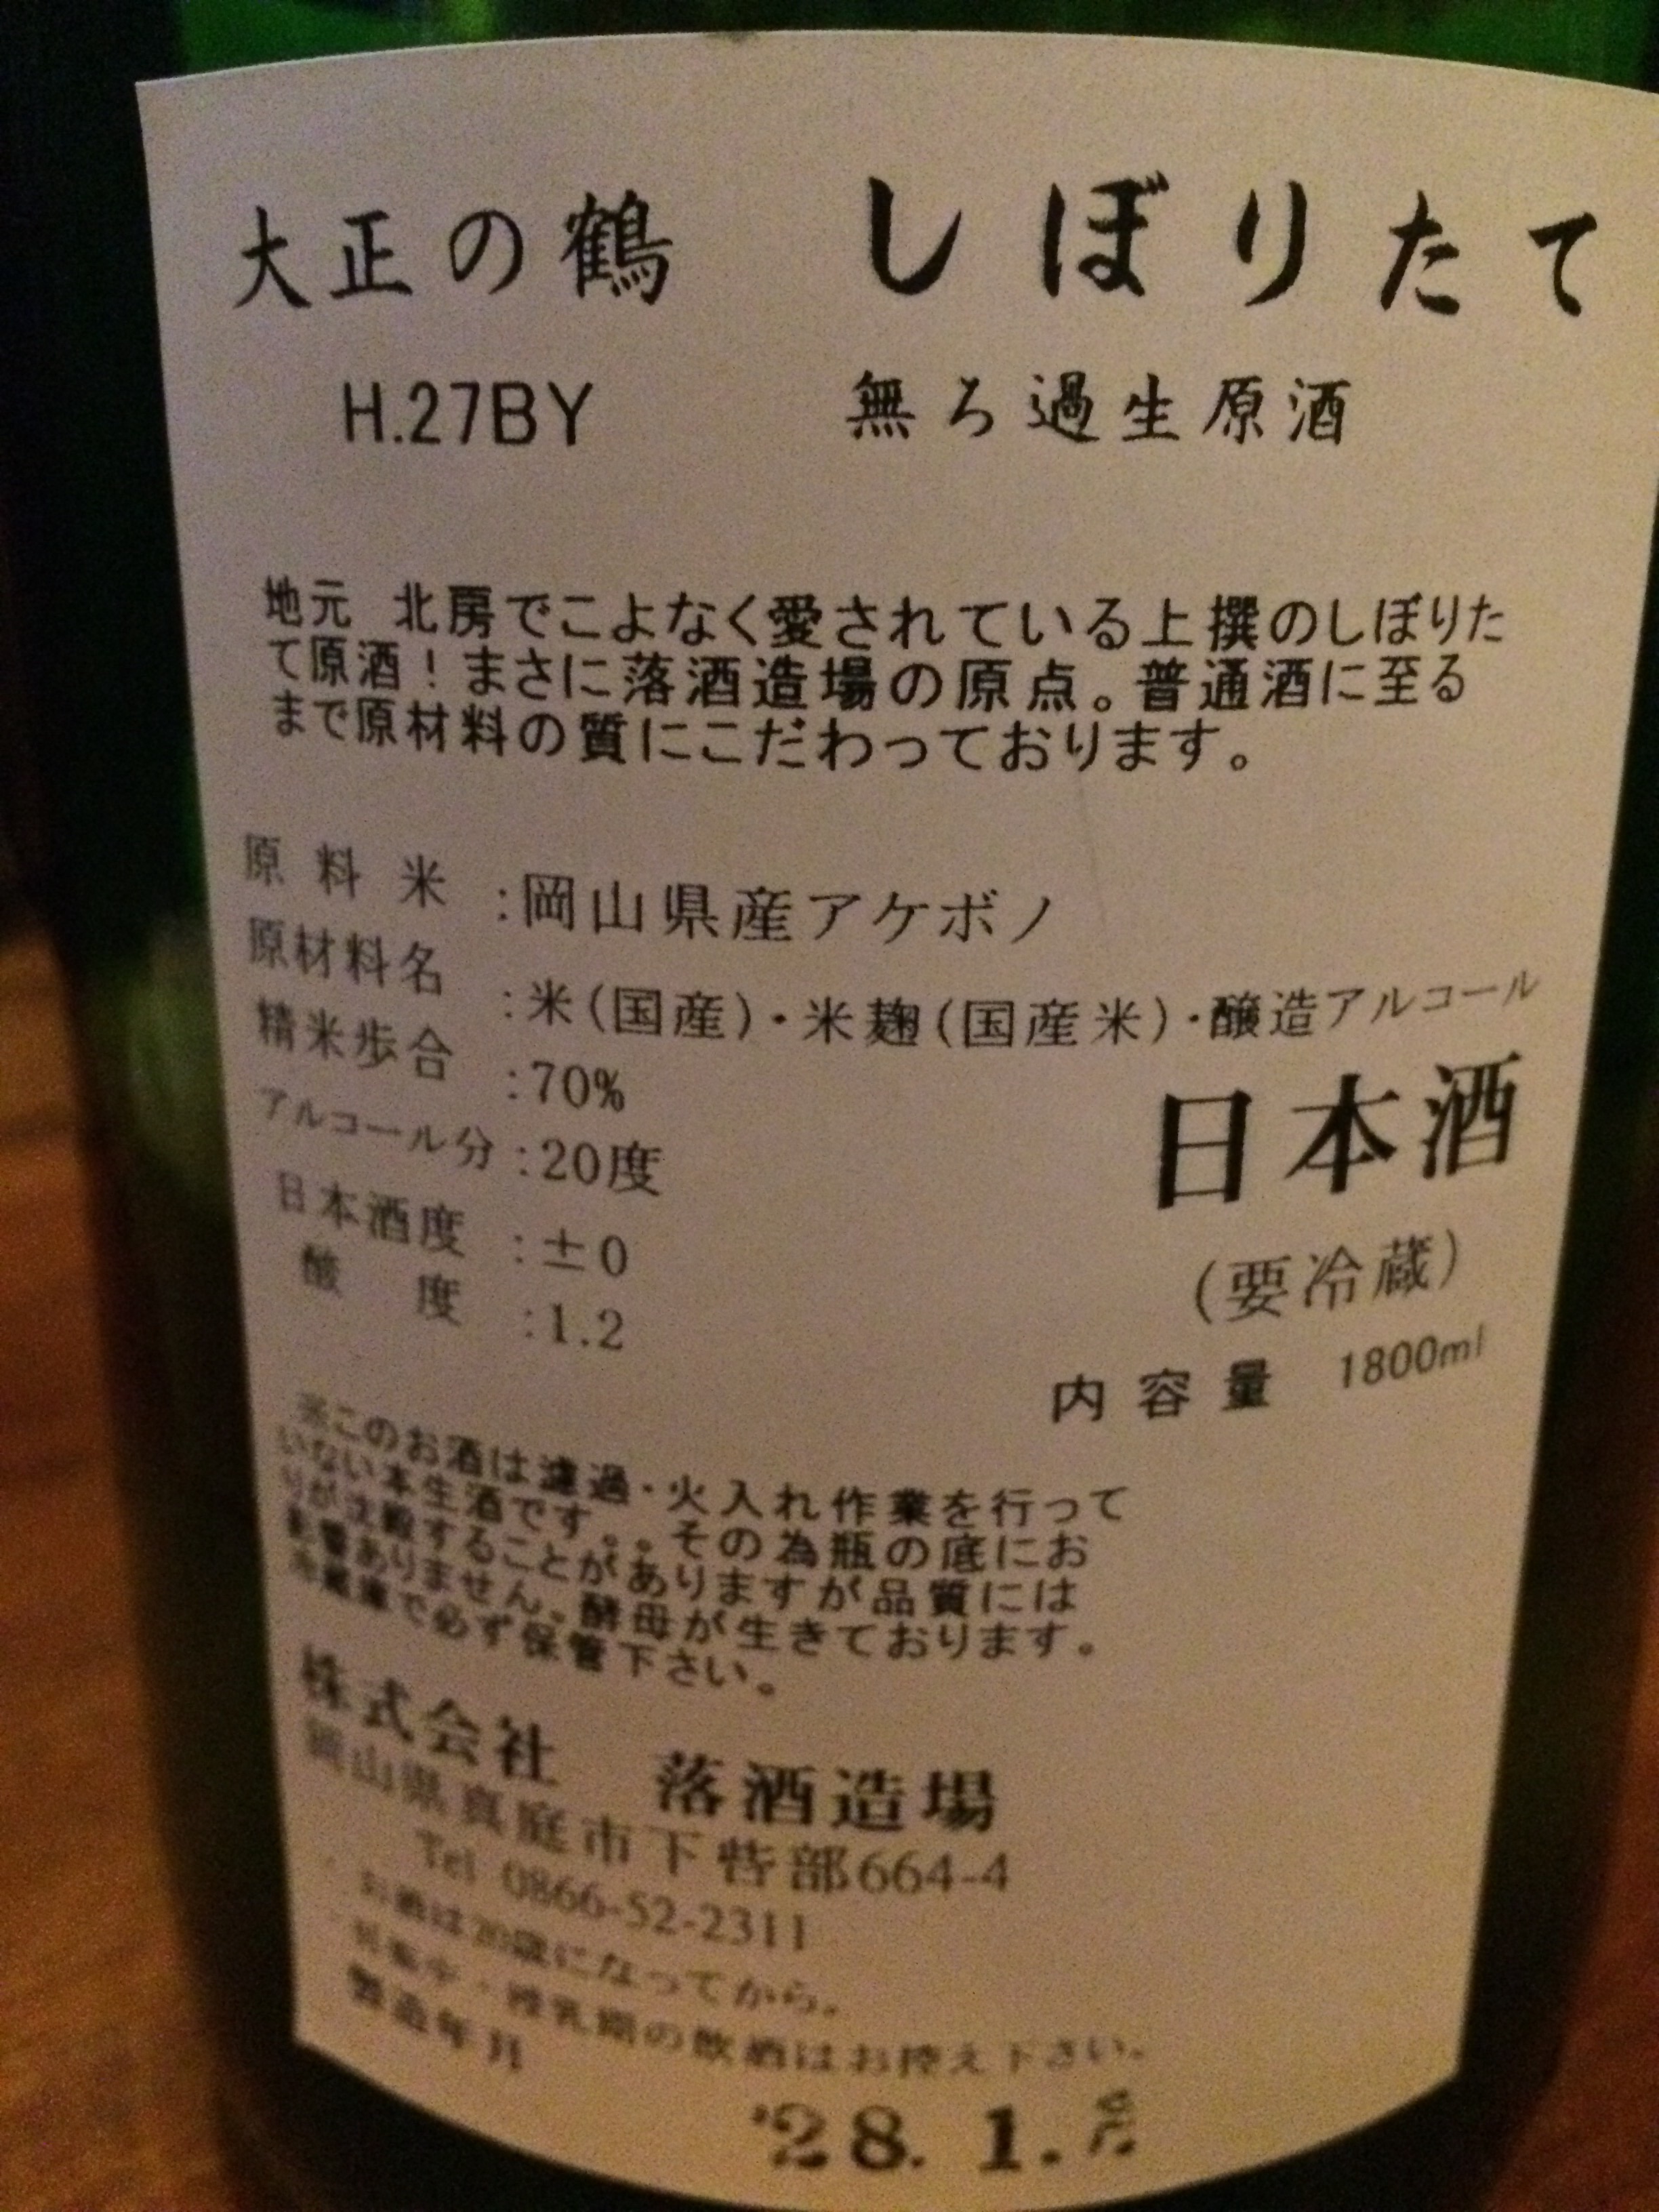 大正の鶴 しぼりたて
H.27BY 無ろ過生原酒
地元 北房でこよなく愛されている上撰のしぼりた
て原酒！まさに落酒造場の原点。普通酒に至る
まで原材料の質にこだわっております。
原料米:岡山県産アケボノ
原材料名:米(国産)・米麹(国産米)・醸造アルコール
精米歩合:70%
アルコール分:20度
日本酒度:±0
酸度:1.2
日本酒
(要冷蔵)
内容量 1800ml
※このお酒は濾過・火入れ作業を行って
いない本生酒です。。その為瓶の底にお
りが沈殿することがありますが品質には
影響ありません。酵母が生きております。
冷蔵庫で必ず保管下さい。
株式会社 落酒造場
岡山県真庭市下呰部664-4
Tel 0866-52-2311
お酒は20歳になってから。
妊娠中・授乳期の飲酒はお控え下さい。
製造年月
'28.1.